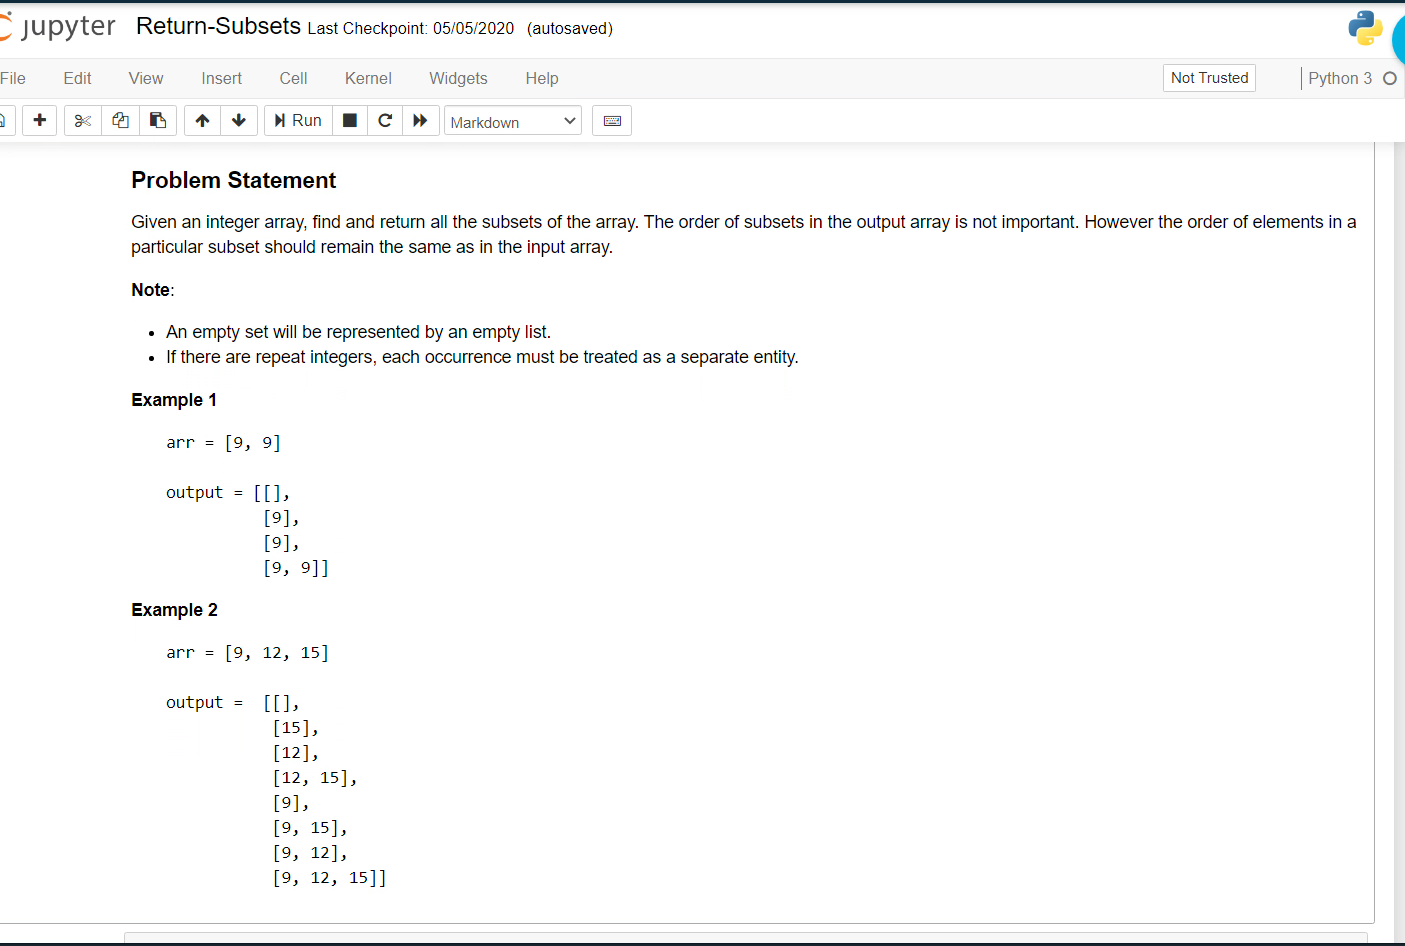 jupyter Return-Subsets Last Checkpoint: 05/05/2020 (autosaved)
File Edit View Insert Cell Kernel Widgets Help Not Trusted Python 3
Run Markdown
Problem Statement
Given an integer array, find and return all the subsets of the array. The order of subsets in the output array is not important. However the order of elements in a
particular subset should remain the same as in the input array.
Note:
An empty set will be represented by an empty list.
If there are repeat integers, each occurrence must be treated as a separate entity.
Example 1
arr = [9, 9]
output = [[],
[9],
[9],
[9, 9]]
Example 2
arr = [9, 12, 15]
output =  [[],
[15],
[12],
[12, 15],
[9],
[9, 15],
[9, 12],
[9, 12, 15]]